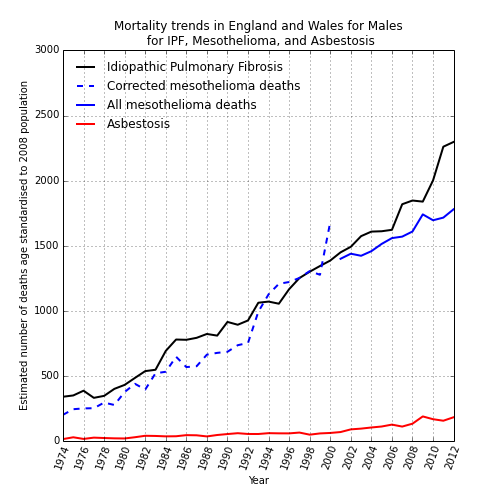 Mortality trends in England and Wales for Males
for IPF, Mesothelioma, and Asbestosis
Estimated number of deaths age standardised to 2008 population
3000
2500
2000
1500
1000
500
0
Idiopathic Pulmonary Fibrosis
Corrected mesothelioma deaths
All mesothelioma deaths
Asbestosis
1974 1976 1978 1980 1982 1984 1986 1988 1990 1992 1994 1996 1998 2000 2002 2004 2006 2008 2010 2012
Year